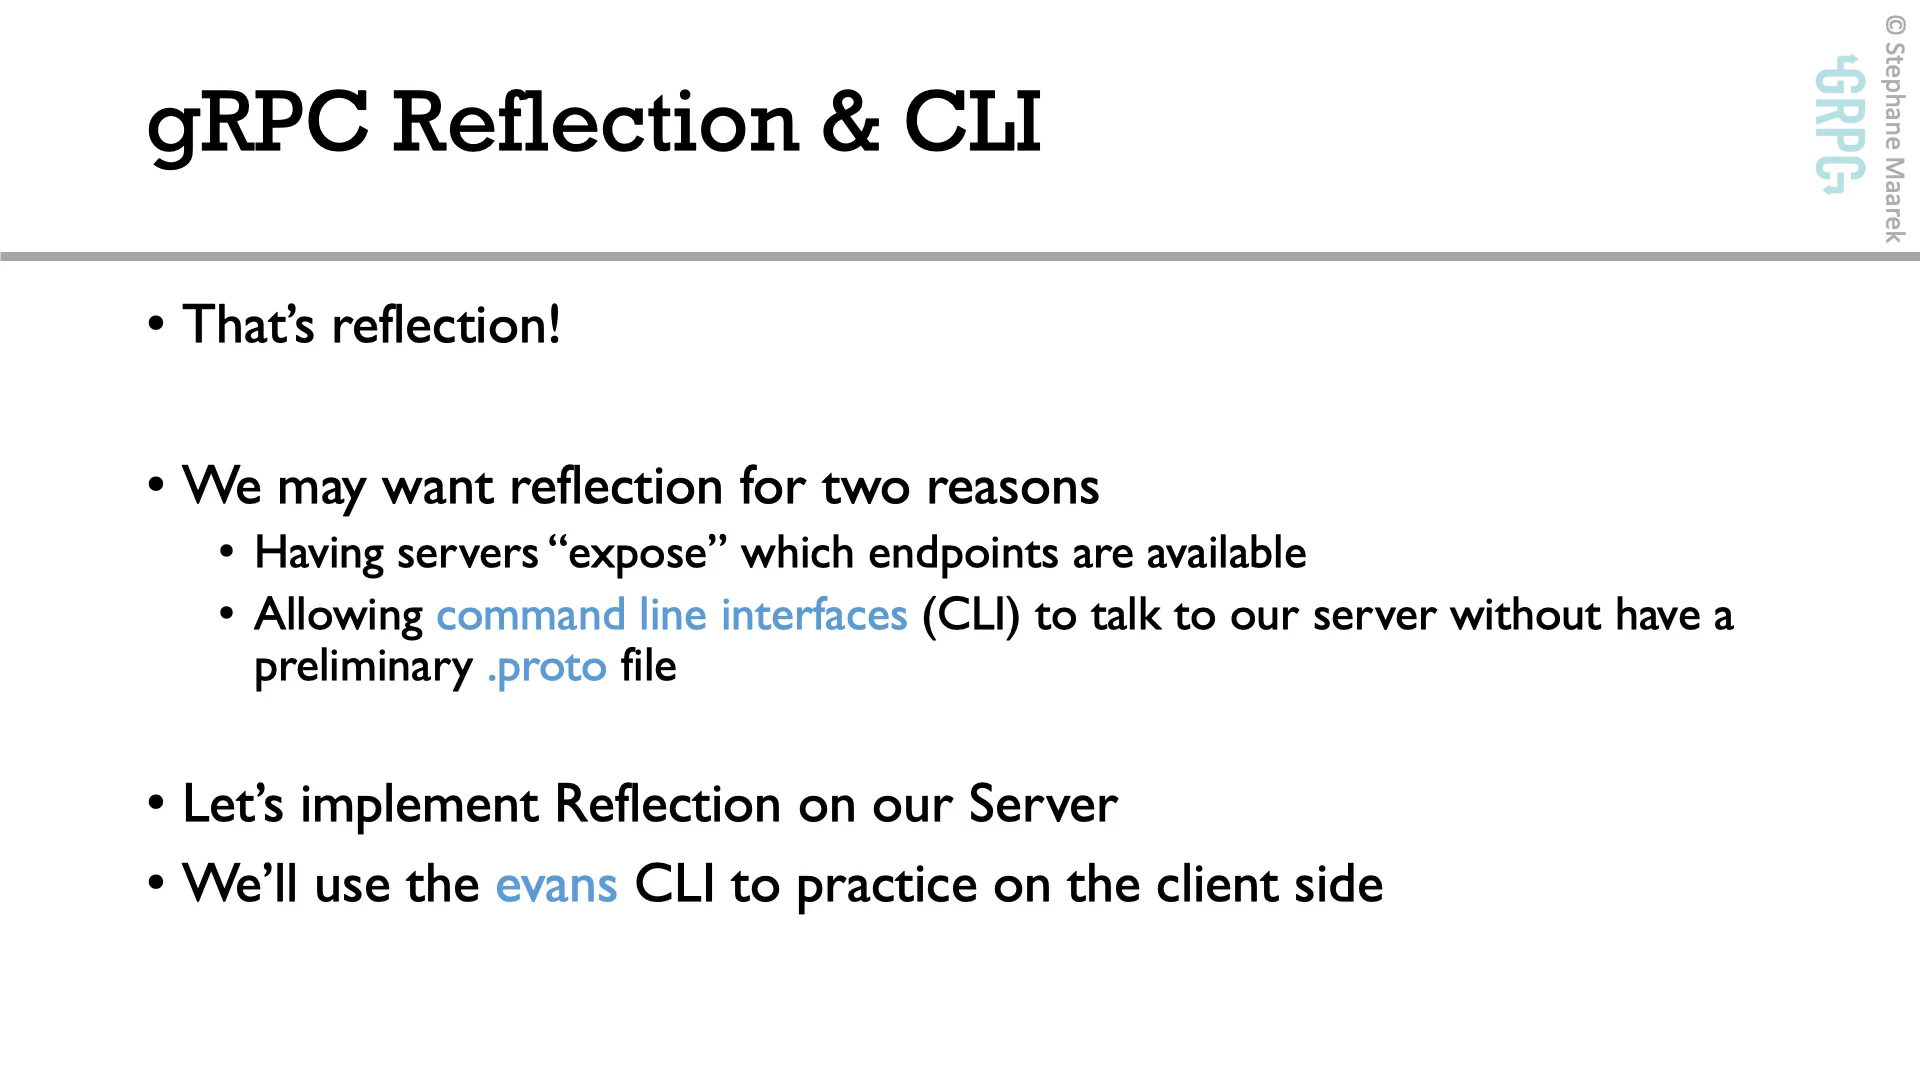 gRPC Reflection & CLI
© Stephane Maarek
GRPC
• That’s reflection!
• We may want reflection for two reasons
• Having servers “expose” which endpoints are available
• Allowing command line interfaces (CLI) to talk to our server without have a
preliminary .proto file
• Let’s implement Reflection on our Server
• We’ll use the evans CLI to practice on the client side